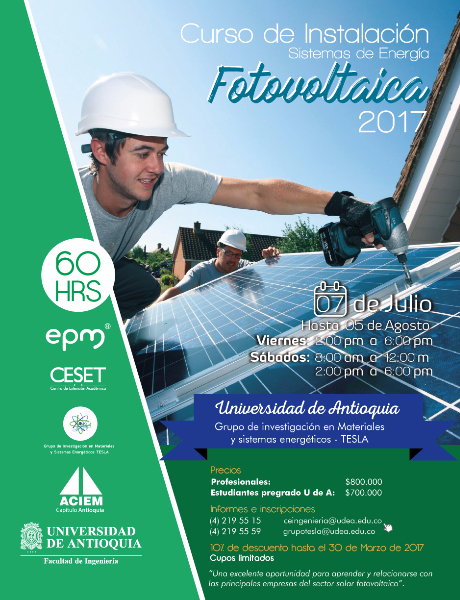 Curso de Instalación
Sistemas de Energía
Fotovoltaica
2017
60
HRS
epm®
CESET
Centro de Extensión Académica
Grupo de Investigación en Materiales
y Sistemas Energéticos TESLA
ACIEM
Capítulo Antioquia
UNIVERSIDAD
DE ANTIOQUIA
Facultad de Ingeniería
07 de Julio
Hasta 05 de Agosto
Viernes: 2:00 pm a 6:00 pm
Sábados: 8:00 am a 12:00 m
2:00 pm a 6:00 pm
Universidad de Antioquia
Grupo de investigación en Materiales
y sistemas energéticos - TESLA
Precios
Profesionales: $800.000
Estudiantes pregrado U de A: $700.000
Informes e inscripciones
(4) 219 55 15 ceingenieria@udea.edu.co
(4) 219 55 59 grupotesla@udea.edu.co
10% de descuento hasta el 30 de Marzo de 2017
Cupos limitados
"Una excelente oportunidad para aprender y relacionarse con
las principales empresas del sector solar fotovoltaico".